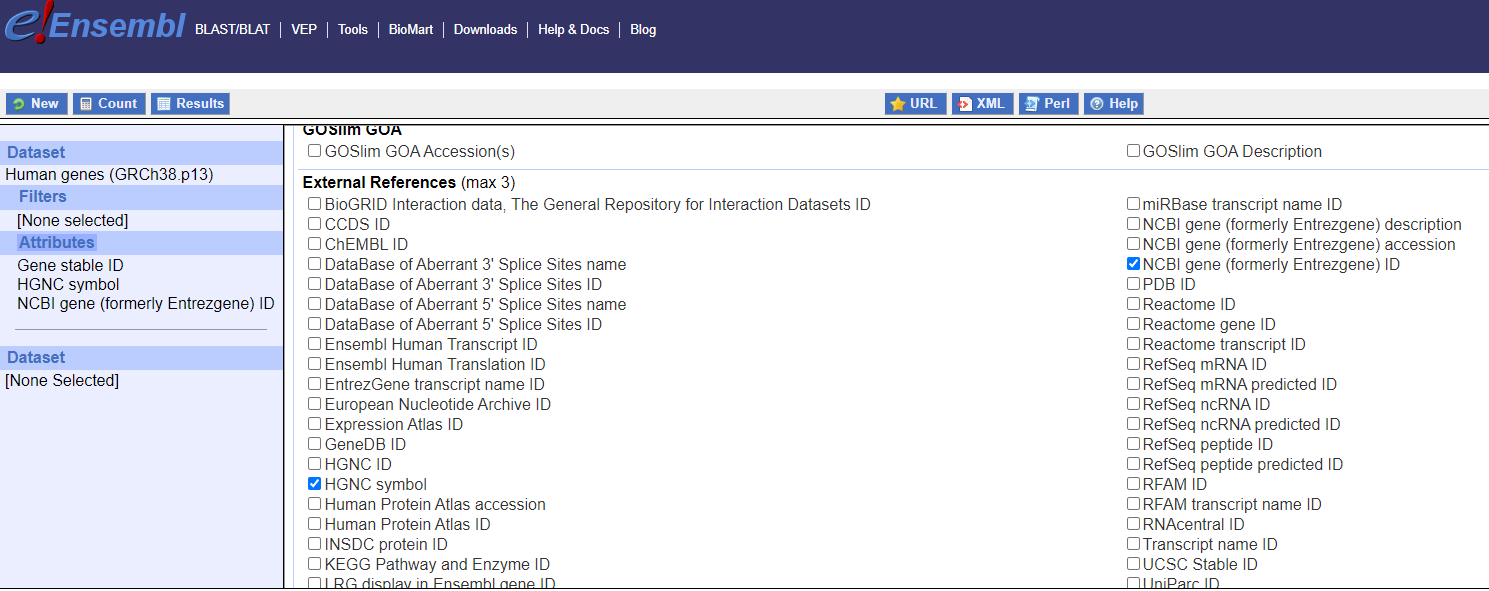 e!Ensembl BLAST/BLAT | VEP | Tools | BioMart | Downloads | Help & Docs | Blog
New Count Results URL XML Perl Help
Dataset
Human genes (GRCh38.p13)
Filters
[None selected]
Attributes
Gene stable ID
HGNC symbol
NCBI gene (formerly Entrezgene) ID
Dataset
[None Selected]
GOSlim GOA
GOSlim GOA Accession(s)
GOSlim GOA Description
External References (max 3)
BioGRID Interaction data, The General Repository for Interaction Datasets ID
CCDS ID
ChEMBL ID
DataBase of Aberrant 3' Splice Sites name
DataBase of Aberrant 3' Splice Sites ID
DataBase of Aberrant 5' Splice Sites name
DataBase of Aberrant 5' Splice Sites ID
Ensembl Human Transcript ID
Ensembl Human Translation ID
EntrezGene transcript name ID
European Nucleotide Archive ID
Expression Atlas ID
GeneDB ID
HGNC ID
HGNC symbol
Human Protein Atlas accession
Human Protein Atlas ID
INSDC protein ID
KEGG Pathway and Enzyme ID
LRG display in Ensembl gene ID
miRBase transcript name ID
NCBI gene (formerly Entrezgene) description
NCBI gene (formerly Entrezgene) accession
NCBI gene (formerly Entrezgene) ID
PDB ID
Reactome ID
Reactome gene ID
Reactome transcript ID
RefSeq mRNA ID
RefSeq mRNA predicted ID
RefSeq ncRNA ID
RefSeq ncRNA predicted ID
RefSeq peptide ID
RefSeq peptide predicted ID
RFAM ID
RFAM transcript name ID
RNAcentral ID
Transcript name ID
UCSC Stable ID
UniParc ID